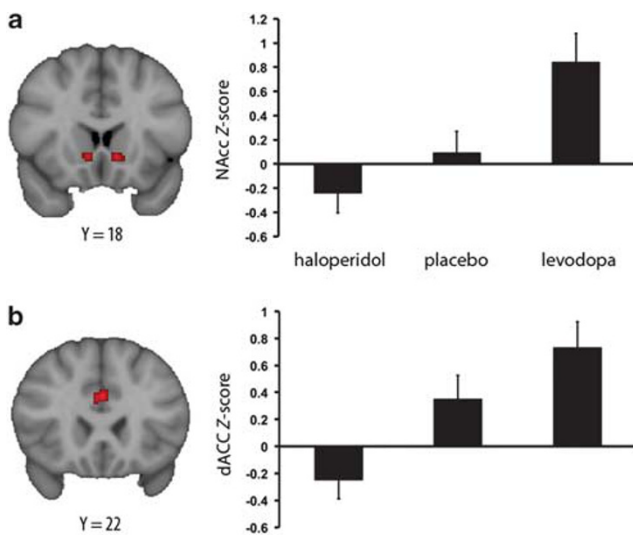 a
Y = 18
NAcc Z-score
1.2
1
0.8
0.6
0.4
0.2
0
-0.2
-0.4
-0.6
haloperidol placebo levodopa
b
Y = 22
dACC Z-score
1
0.8
0.6
0.4
0.2
0
-0.2
-0.4
-0.6